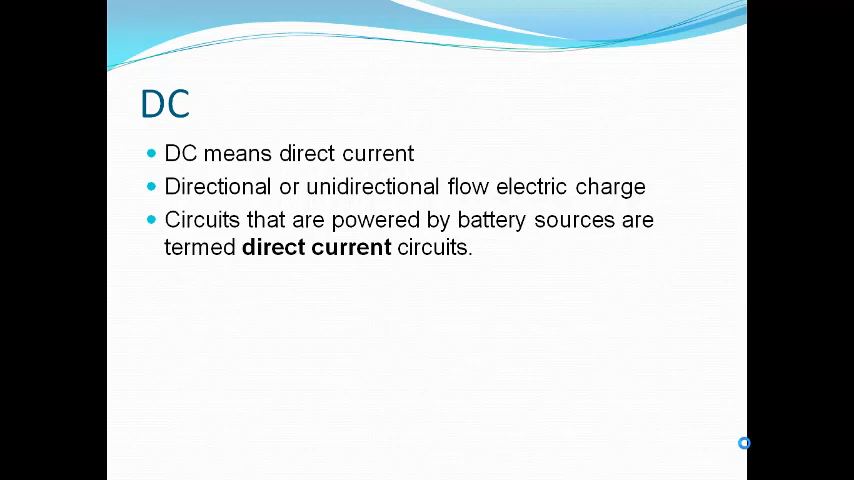 DC
DC means direct current
Directional or unidirectional flow electric charge
Circuits that are powered by battery sources are
termed direct current circuits.